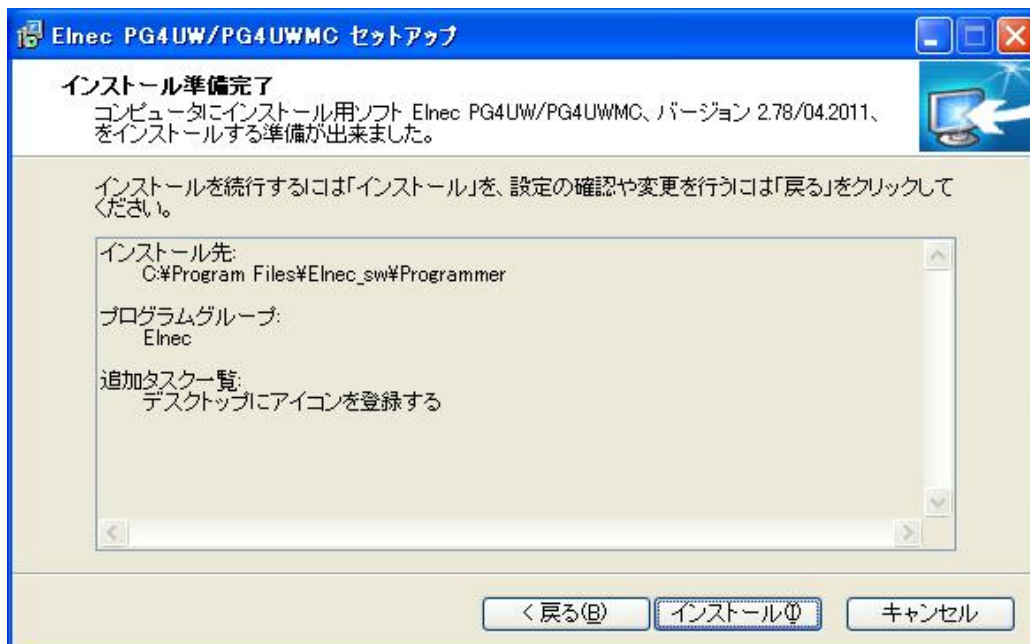 Elnec PG4UW/PG4UWMC セットアップ
インストール準備完了
コンピュータにインストール用ソフト Elnec PG4UW/PG4UWMC、バージョン 2.78/04.2011、
をインストールする準備が出来ました。
インストールを続行するには「インストール」を、設定の確認や変更を行うには「戻る」をクリックして
ください。
インストール先:
C:¥Program Files¥Elnec_sw¥Programmer
プログラムグループ:
Elnec
追加タスク一覧:
デスクトップにアイコンを登録する
< 戻る(B)
インストール(I)
キャンセル